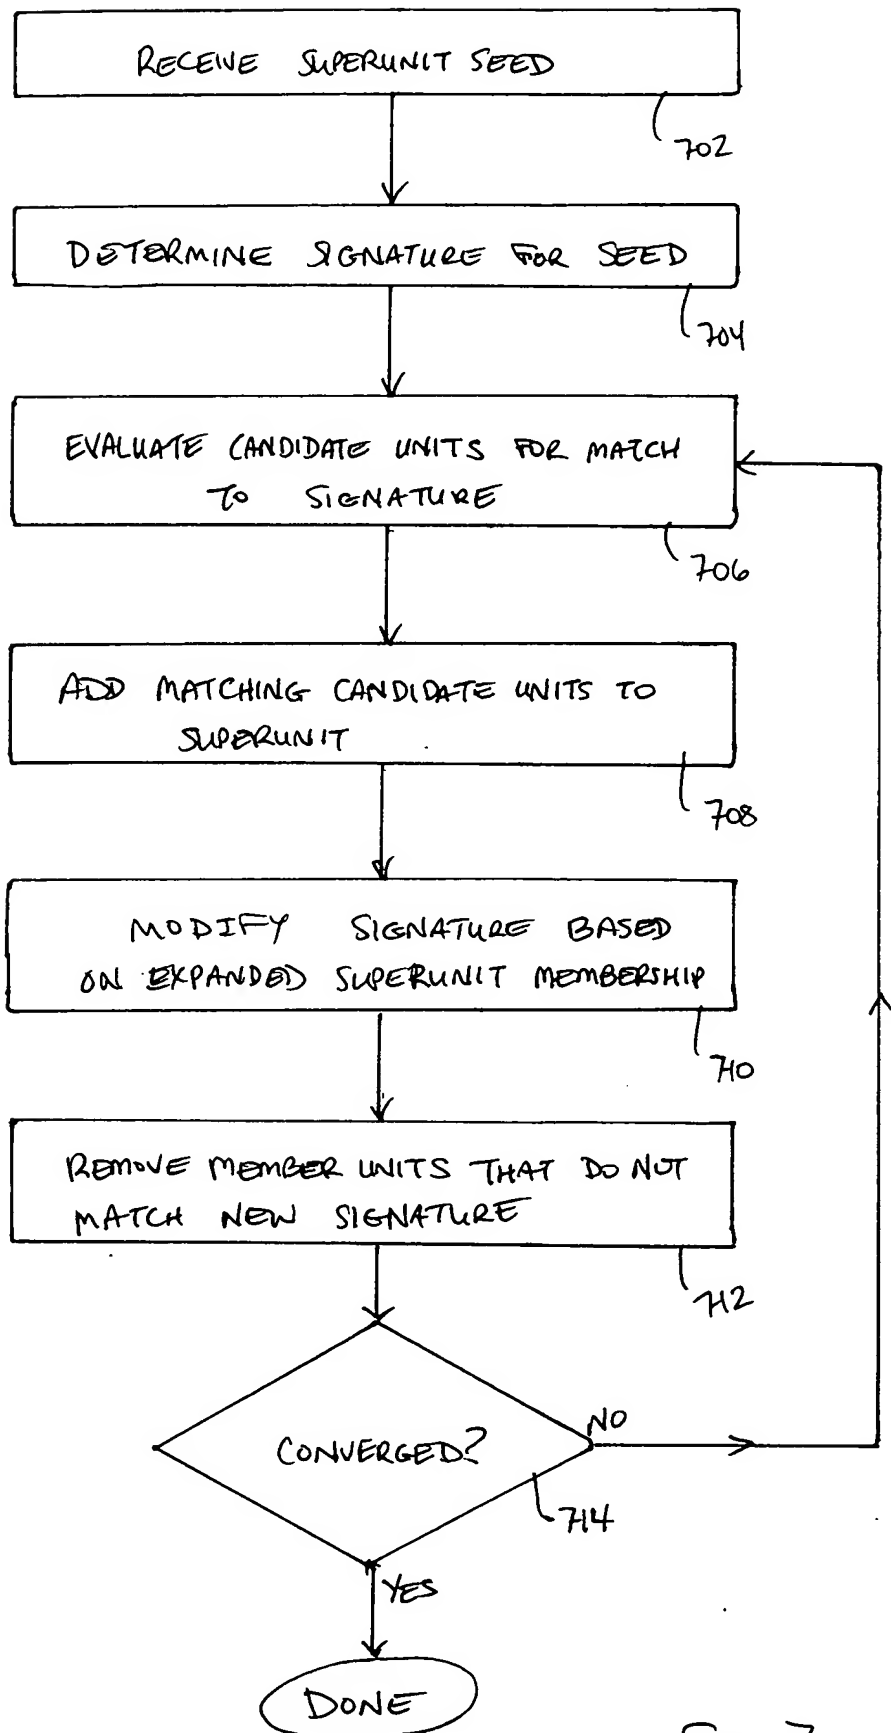 RECEIVE SUPERUNIT SEED
702
DETERMINE SIGNATURE FOR SEED
704
EVALUATE CANDIDATE UNITS FOR MATCH
TO SIGNATURE
706
ADD MATCHING CANDIDATE UNITS TO
SUPERUNIT
708
MODIFY SIGNATURE BASED
ON EXPANDED SUPERUNIT MEMBERSHIP
710
REMOVE MEMBER UNITS THAT DO NOT
MATCH NEW SIGNATURE
712
CONVERGED?
NO
714
YES
DONE